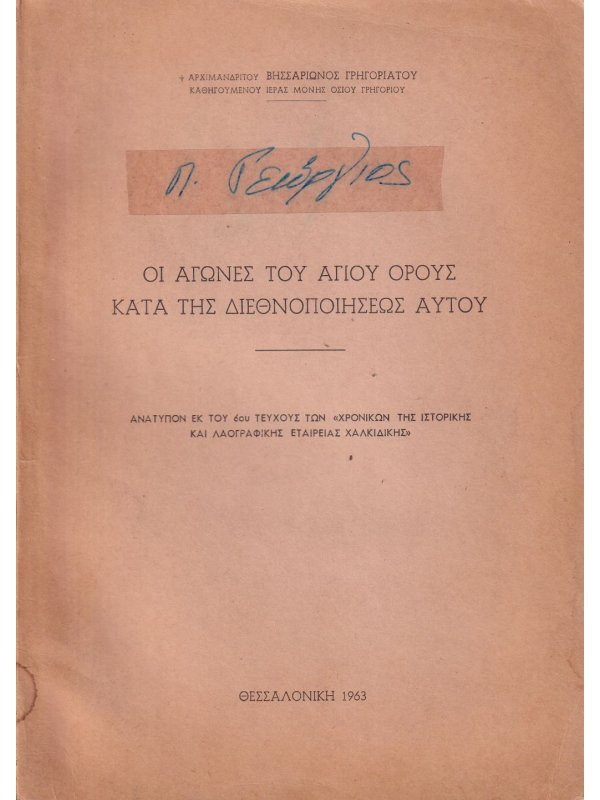 † ΑΡΧΙΜΑΝΔΡΙΤΟΥ ΒΗΣΣΑΡΙΩΝΟΣ ΓΡΗΓΟΡΙΑΤΟΥ
ΚΑΘΗΓΟΥΜΕΝΟΥ ΙΕΡΑΣ ΜΟΝΗΣ ΟΣΙΟΥ ΓΡΗΓΟΡΙΟΥ
π. Γεώργιος
ΟΙ ΑΓΩΝΕΣ ΤΟΥ ΑΓΙΟΥ ΟΡΟΥΣ
ΚΑΤΑ ΤΗΣ ΔΙΕΘΝΟΠΟΙΗΣΕΩΣ ΑΥΤΟΥ
ΑΝΑΤΥΠΟΝ ΕΚ ΤΟΥ 6ου ΤΕΥΧΟΥΣ ΤΩΝ «ΧΡΟΝΙΚΩΝ ΤΗΣ ΙΣΤΟΡΙΚΗΣ
ΚΑΙ ΛΑΟΓΡΑΦΙΚΗΣ ΕΤΑΙΡΕΙΑΣ ΧΑΛΚΙΔΙΚΗΣ»
ΘΕΣΣΑΛΟΝΙΚΗ 1963